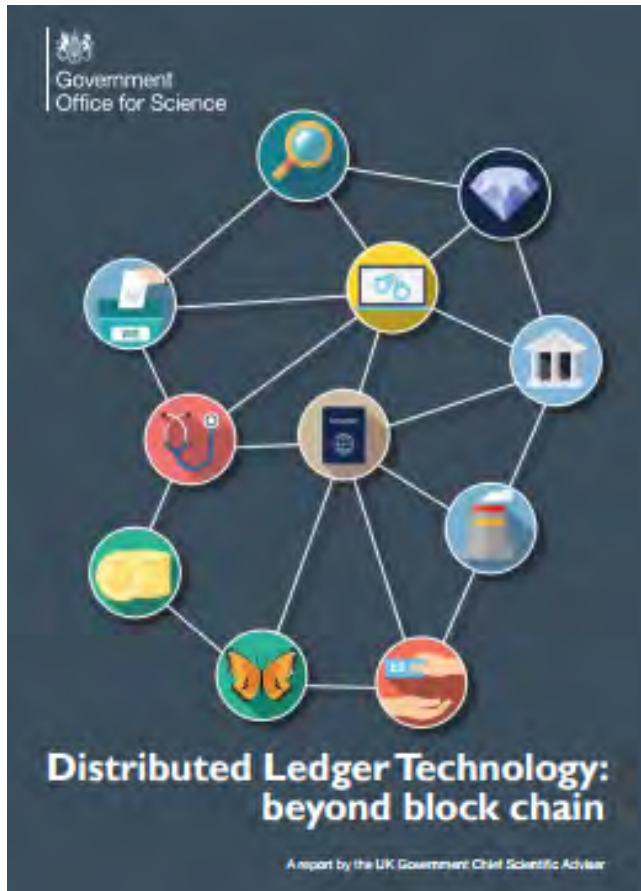 Government
Office for Science
Distributed Ledger Technology:
beyond block chain
A report by the UK Government Chief Scientific Adviser